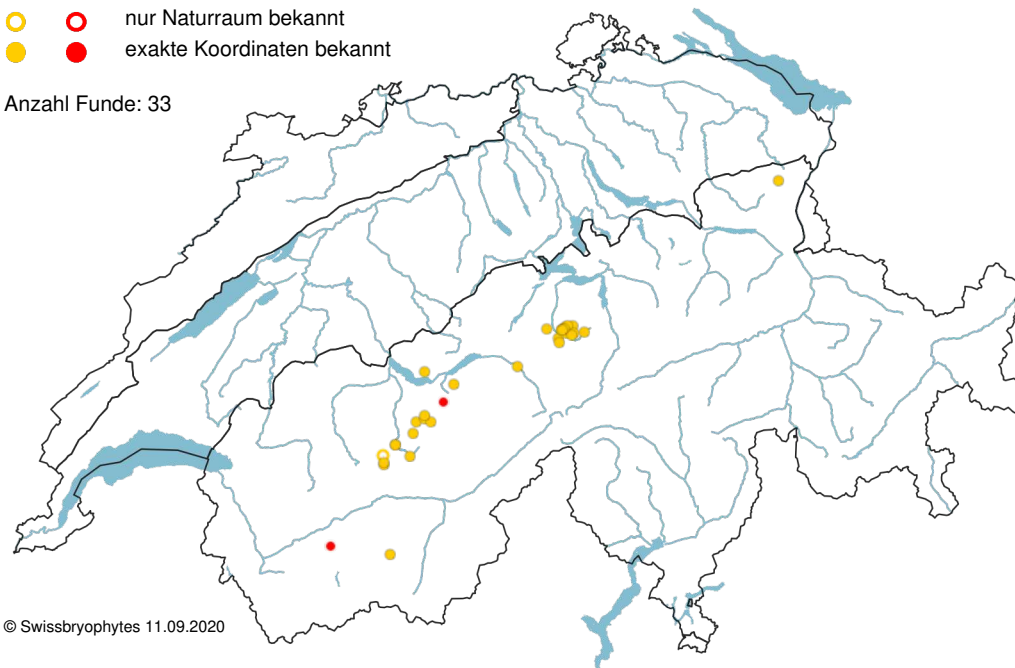 nur Naturraum bekannt
exakte Koordinaten bekannt
Anzahl Funde: 33
© Swissbryophytes 11.09.2020